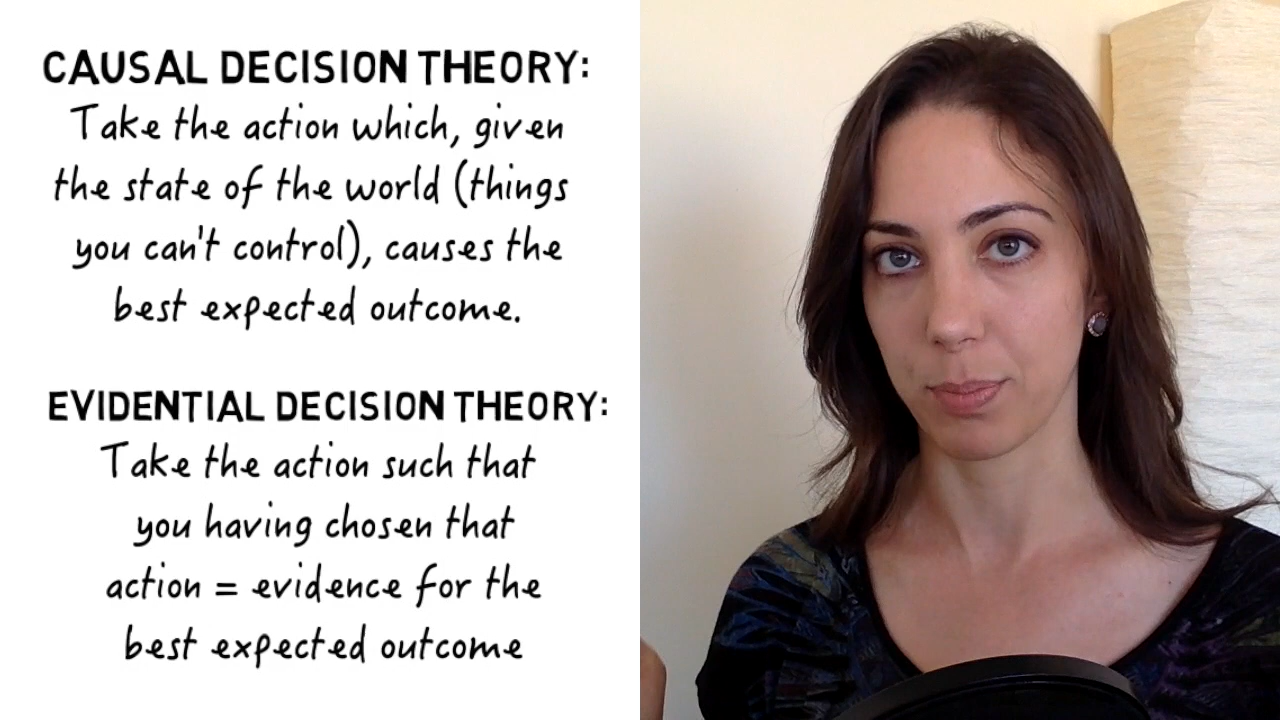 CAUSAL DECISION THEORY:
Take the action which, given
the state of the world (things
you can't control), causes the
best expected outcome.
EVIDENTIAL DECISION THEORY:
Take the action such that
you having chosen that
action = evidence for the
best expected outcome